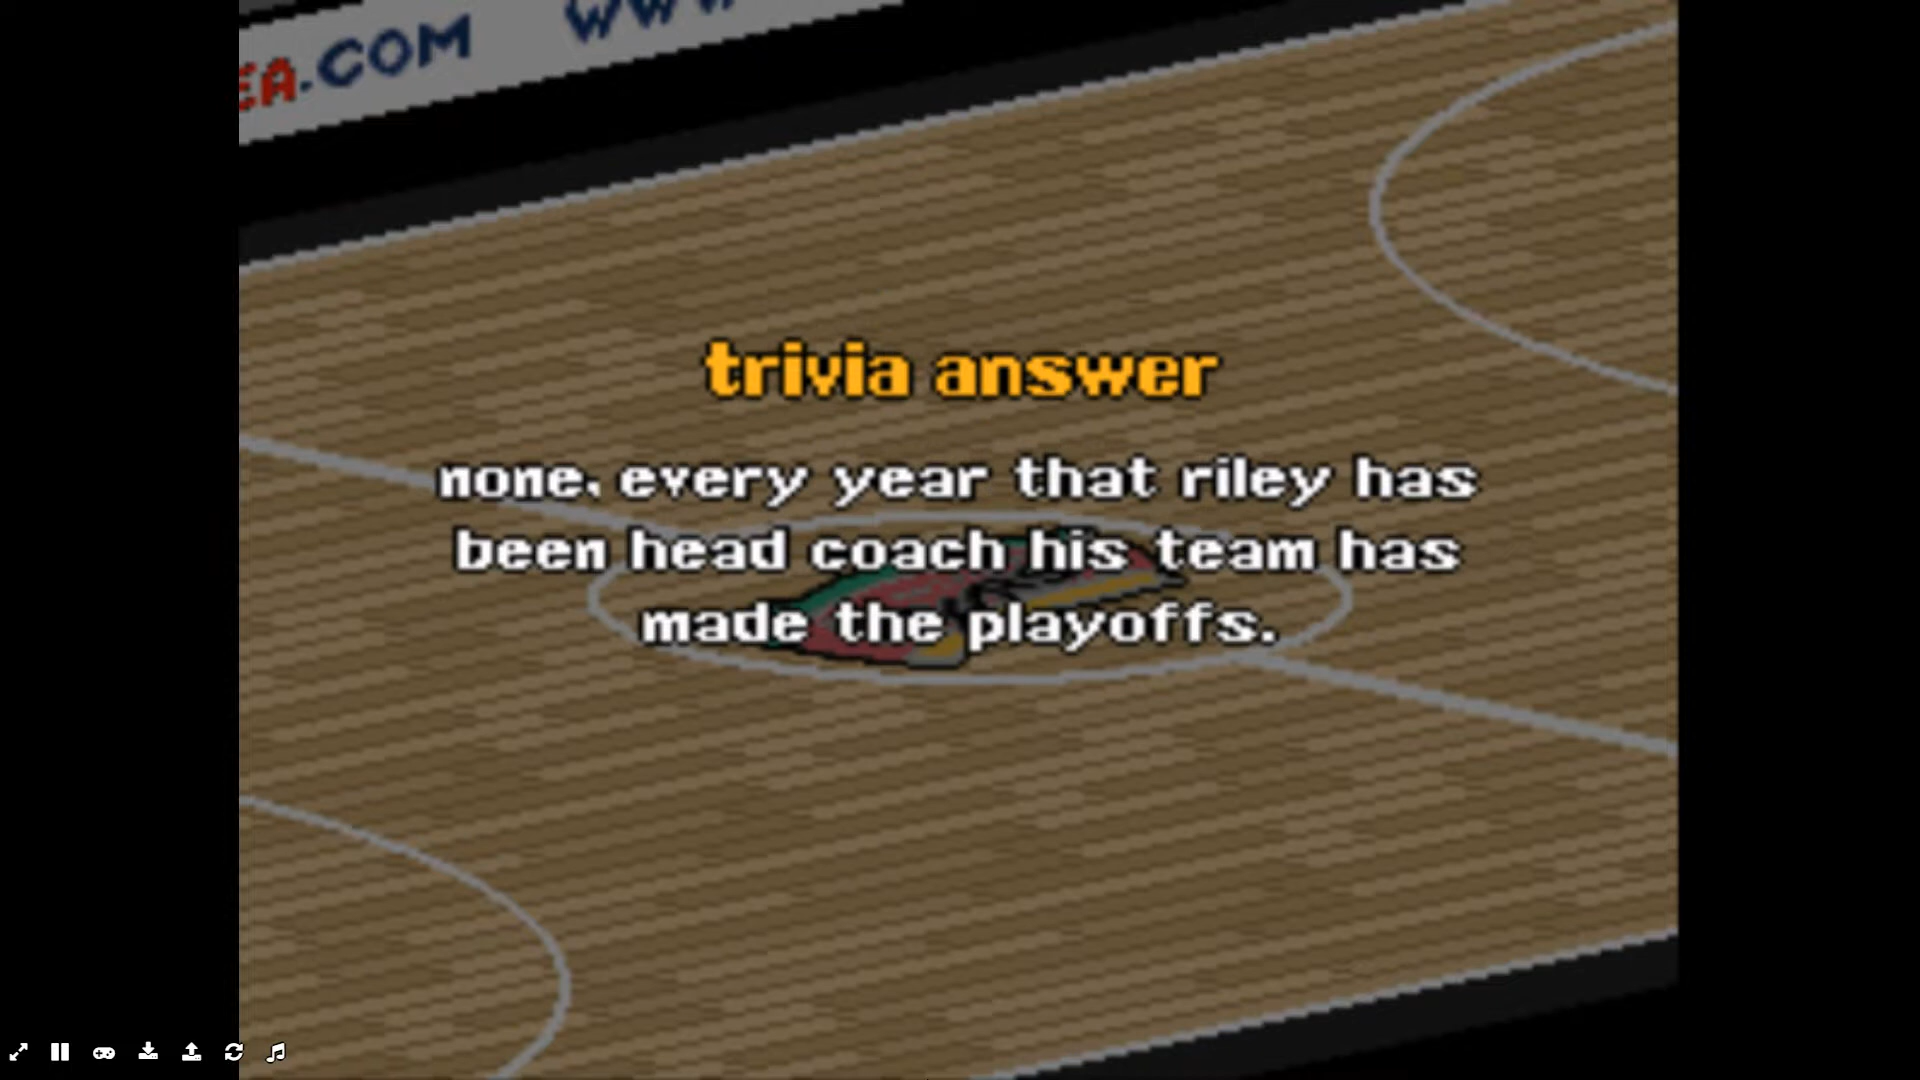 EA.COM WWW
trivia answer
none. every year that riley has
been head coach his team has
made the playoffs.